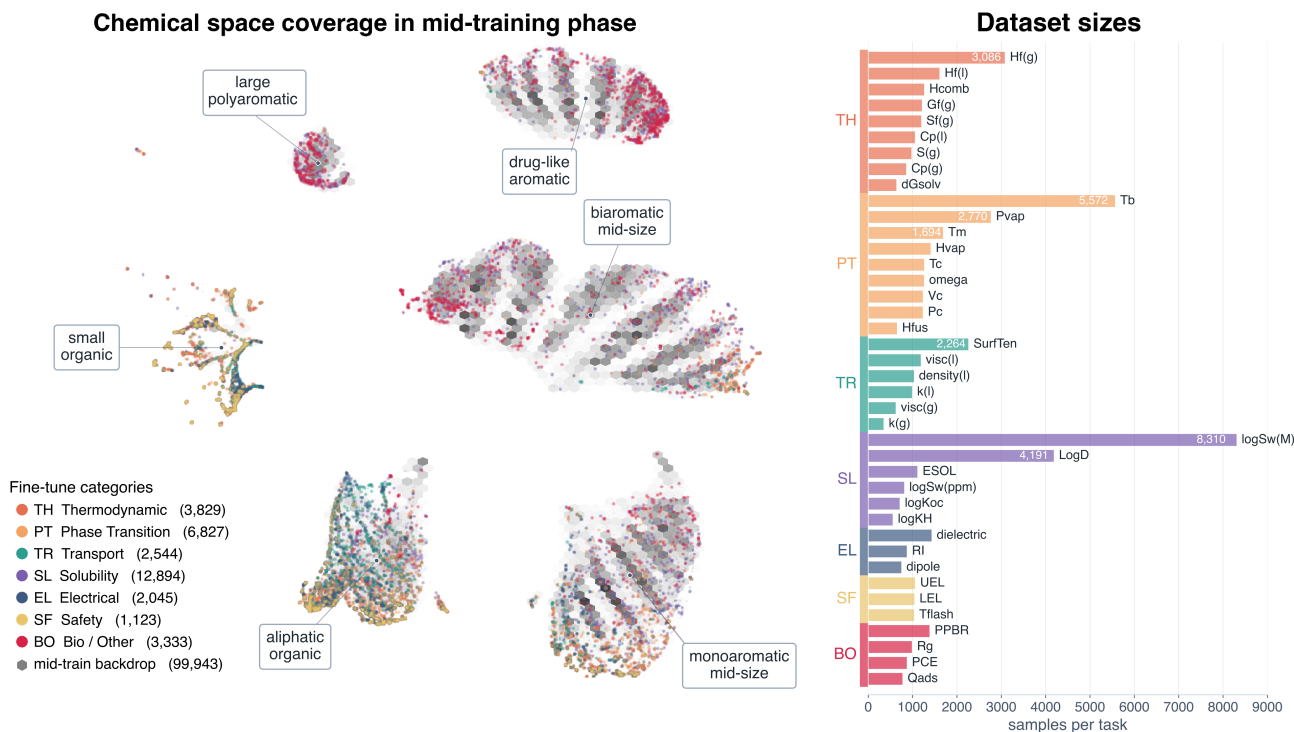 Chemical space coverage in mid-training phase
large
polyaromatic
drug-like
aromatic
biaromatic
mid-size
small
organic
aliphatic
organic
monoaromatic
mid-size
Fine-tune categories
TH Thermodynamic (3,829)
PT Phase Transition (6,827)
TR Transport (2,544)
SL Solubility (12,894)
EL Electrical (2,045)
SF Safety (1,123)
BO Bio / Other (3,333)
mid-train backdrop (99,943)
Dataset sizes
TH
3,086 Hf(g)
Hf(l)
Hcomb
Gf(g)
Sf(g)
Cp(l)
S(g)
Cp(g)
dGsolv
PT
5,572 Tb
2,770 Pvap
1,694 Tm
Hvap
Tc
omega
Vc
Pc
Hfus
TR
2,264 SurfTen
visc(l)
density(l)
k(l)
visc(g)
k(g)
SL
8,310 logSw(M)
4,191 LogD
ESOL
logSw(ppm)
logKoc
logKH
EL
dielectric
RI
dipole
SF
UEL
LEL
Tflash
BO
PPBR
Rg
PCE
Qads
0 1000 2000 3000 4000 5000 6000 7000 8000 9000
samples per task